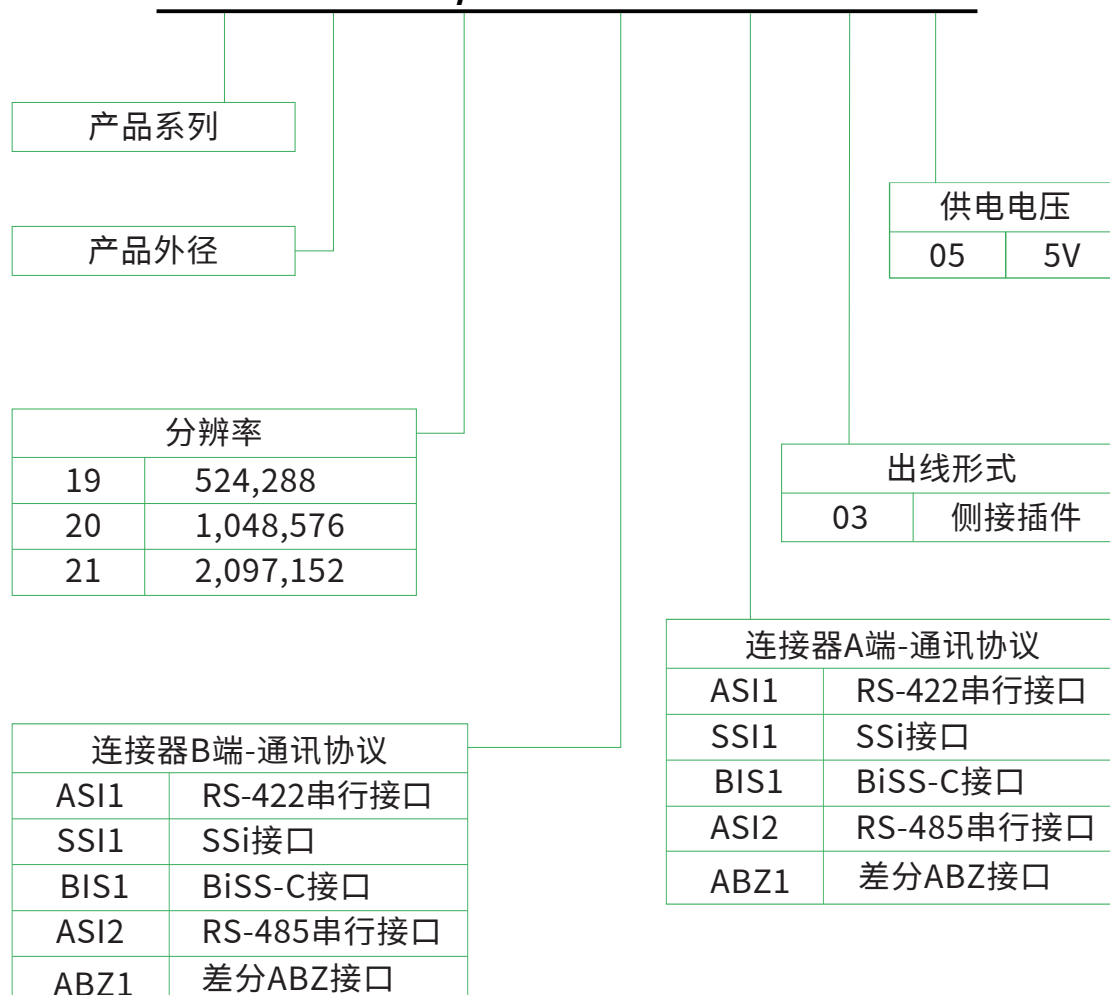 产品系列
产品外径
供电电压
05 5V
分辨率
19 524,288
20 1,048,576
21 2,097,152
出线形式
03 侧接插件
连接器A端-通讯协议
ASI1 RS-422串行接口
SSI1 SSi接口
BIS1 BiSS-C接口
ASI2 RS-485串行接口
ABZ1 差分ABZ接口
连接器B端-通讯协议
ASI1 RS-422串行接口
SSI1 SSi接口
BIS1 BiSS-C接口
ASI2 RS-485串行接口
ABZ1 差分ABZ接口